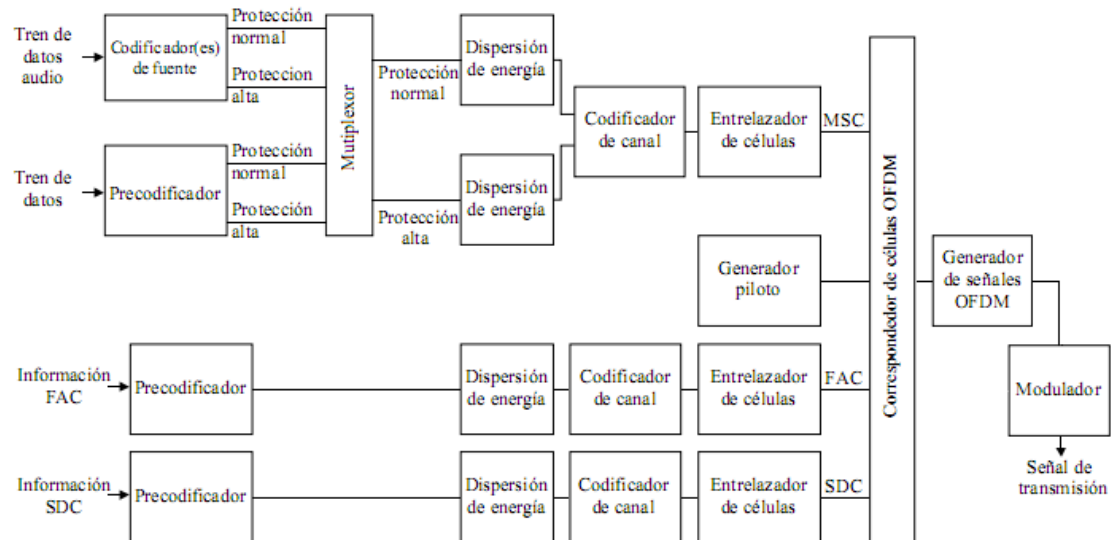 Tren de
datos
audio
Codificador(es)
de fuente
Protección
normal
Proteccion
alta
Tren de
datos
Precodificador
Protección
normal
Protección
alta
Mutiplexor
Protección
normal
Protección
alta
Dispersión
de energía
Dispersión
de energía
Codificador
de canal
Entrelazador
de células
MSC
Generador
piloto
Información
FAC
Precodificador
Dispersión
de energía
Codificador
de canal
Entrelazador
de células
FAC
Información
SDC
Precodificador
Dispersión
de energía
Codificador
de canal
Entrelazador
de células
SDC
Correspondedor de células OFDM
Generador
de señales
OFDM
Modulador
Señal de
transmisión